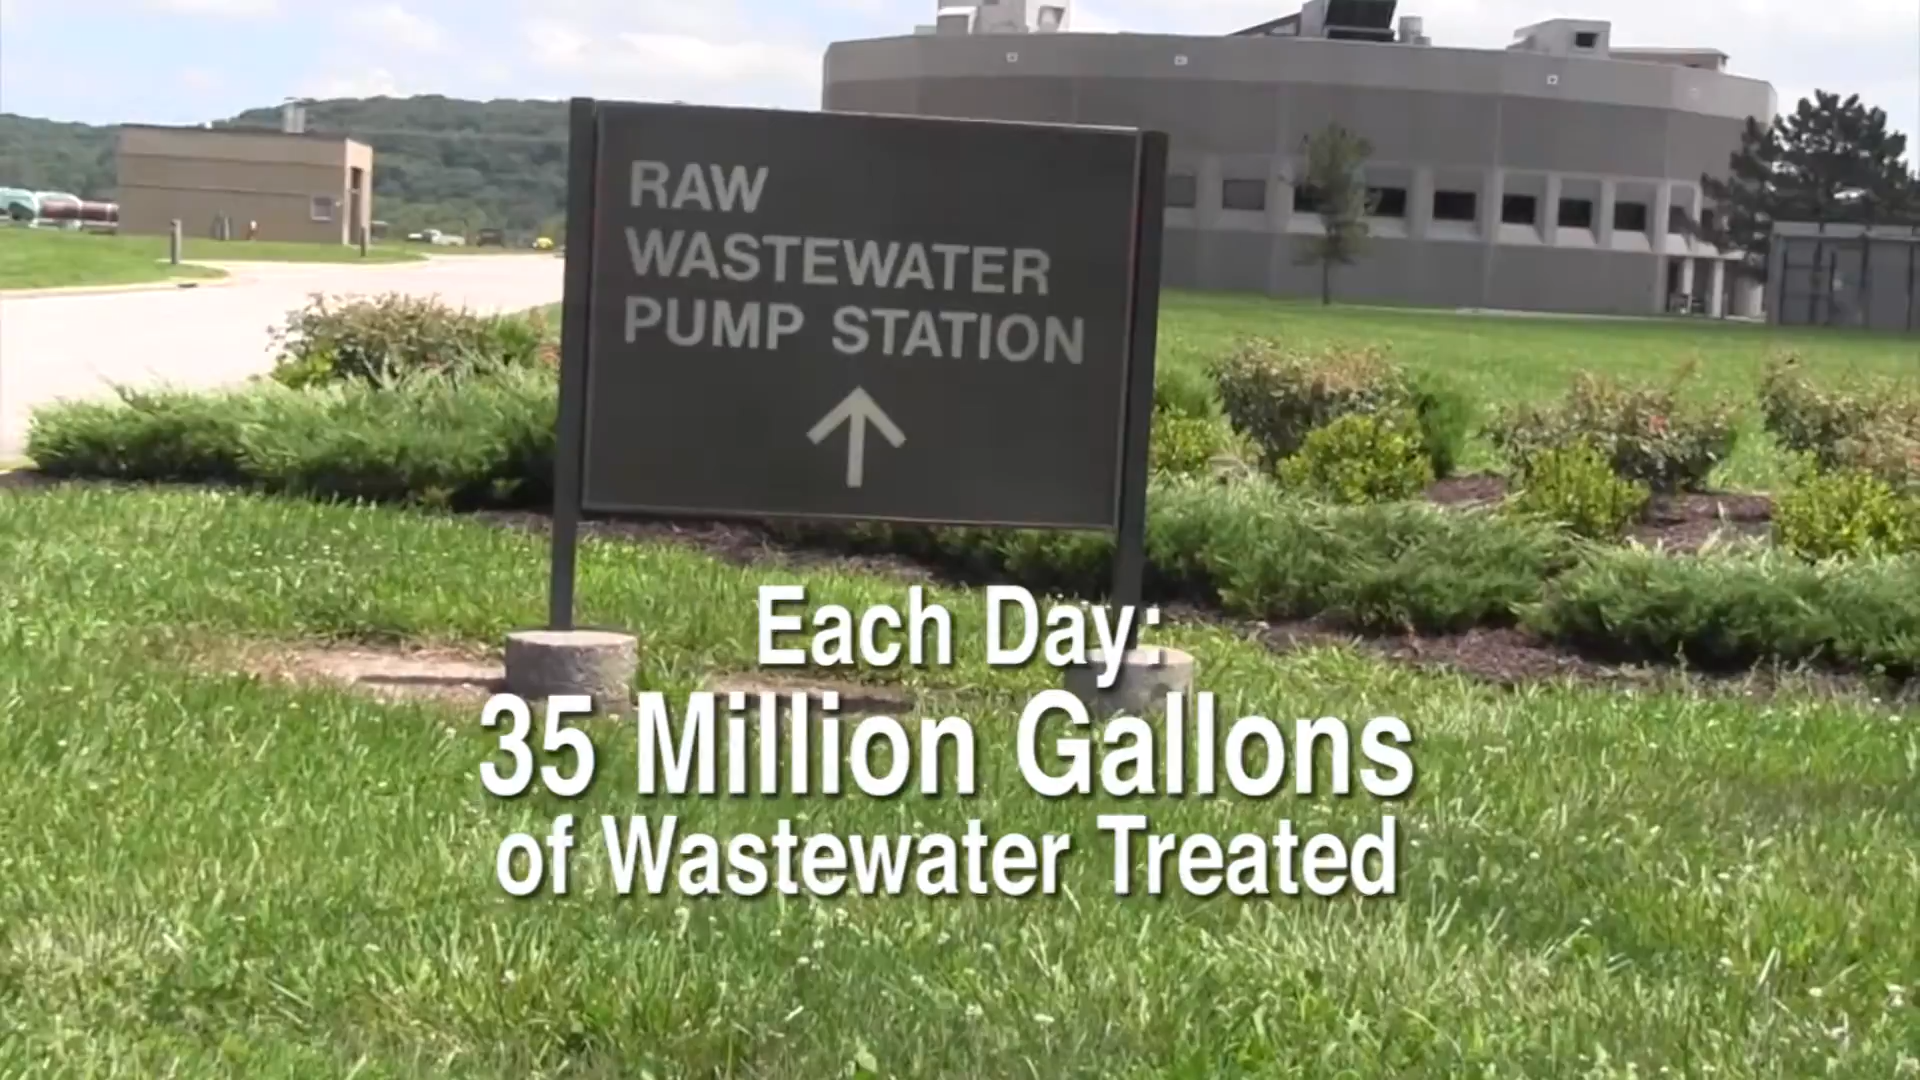 RAW
WASTEWATER
PUMP STATION
Each Day:
35 Million Gallons
of Wastewater Treated